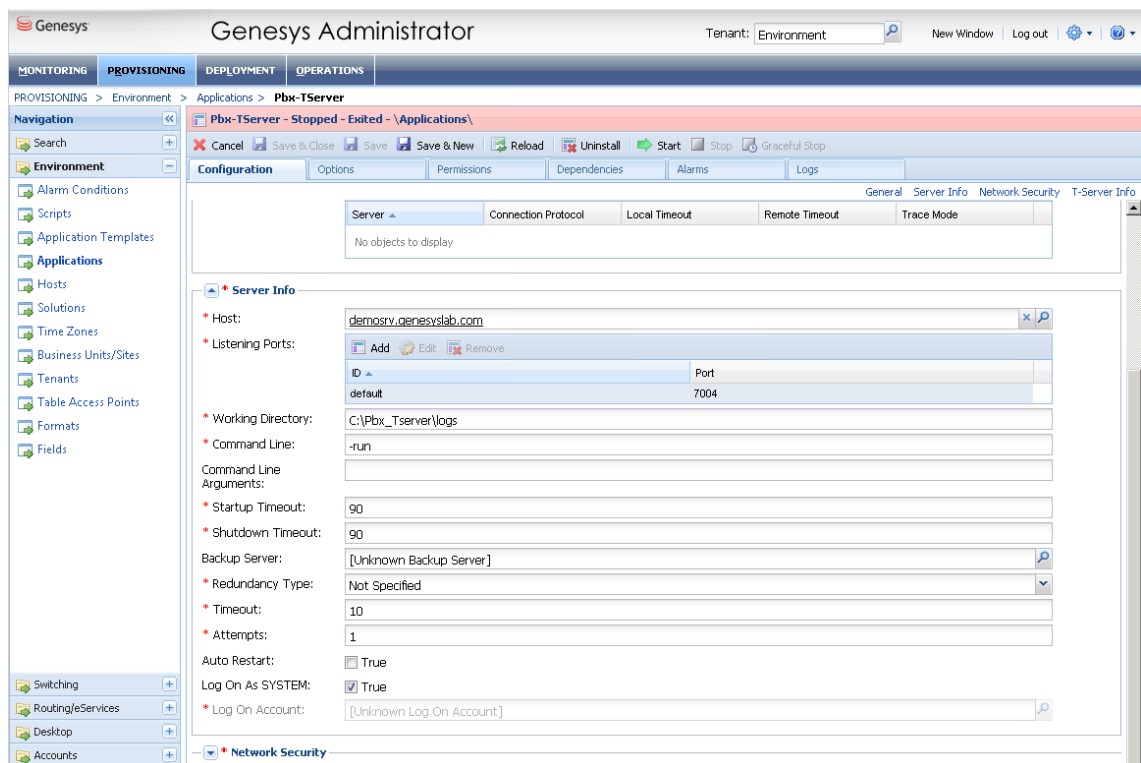 Genesys
Genesys Administrator
Tenant: Environment
New Window Log out
MONITORING PROVISIONING DEPLOYMENT OPERATIONS
PROVISIONING > Environment > Applications > Pbx-TServer
Navigation
Search
Environment
Alarm Conditions
Scripts
Application Templates
Applications
Hosts
Solutions
Time Zones
Business Units/Sites
Tenants
Table Access Points
Formats
Fields
Switching
Routing/eServices
Desktop
Accounts
Pbx-TServer - Stopped - Exited - \Applications\
Cancel Save & Close Save Save & New Reload Uninstall Start Stop Graceful Stop
Configuration Options Permissions Dependencies Alarms Logs
General Server Info Network Security T-Server Info
Server Connection Protocol Local Timeout Remote Timeout Trace Mode
No objects to display
* Server Info
* Host: demosrv.genesyslab.com
* Listening Ports: Add Edit Remove
ID Port
default 7004
* Working Directory: C:\Pbx_Tserver\logs
* Command Line: -run
Command Line
Arguments:
* Startup Timeout: 90
* Shutdown Timeout: 90
Backup Server: [Unknown Backup Server]
* Redundancy Type: Not Specified
* Timeout: 10
* Attempts: 1
Auto Restart: True
Log On As SYSTEM: True
* Log On Account: [Unknown Log On Account]
* Network Security